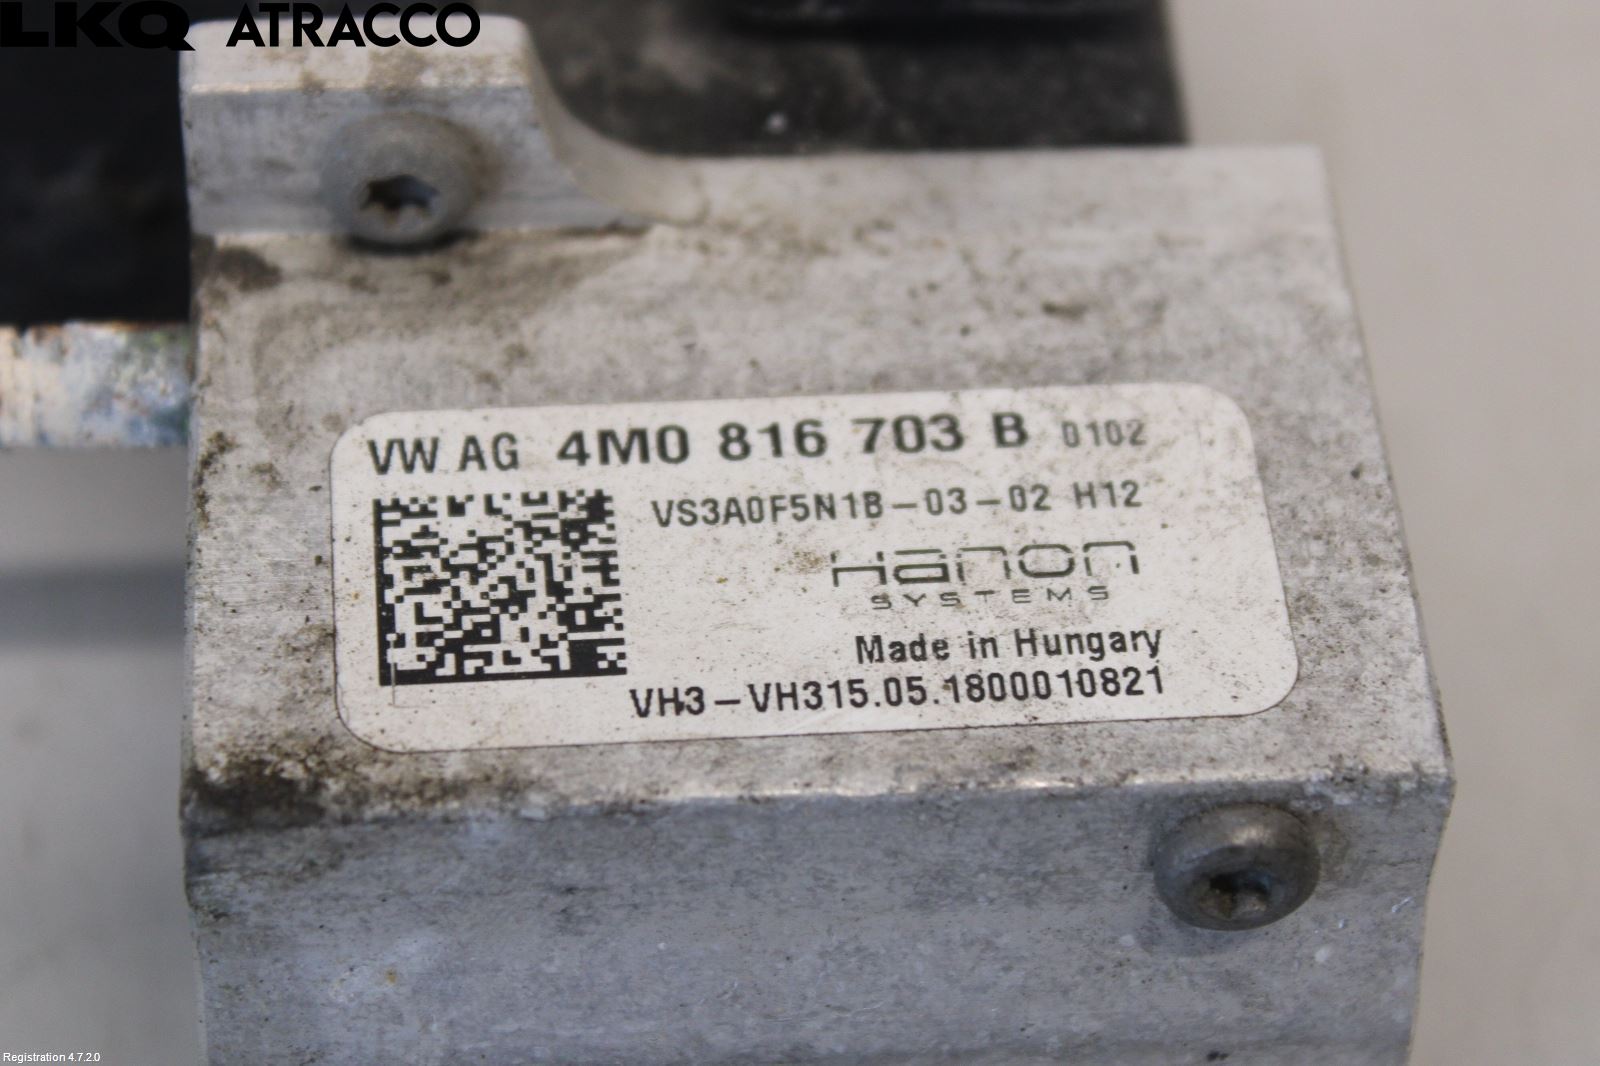 LKQ ATRACCO
VW AG 4M0 816 703 B 0102
VS3A0F5N1B-03-02 H12
Hanon
SYSTEMS
Made in Hungary
VH3-VH315.05.1800010821
Registration 4.7.2.0